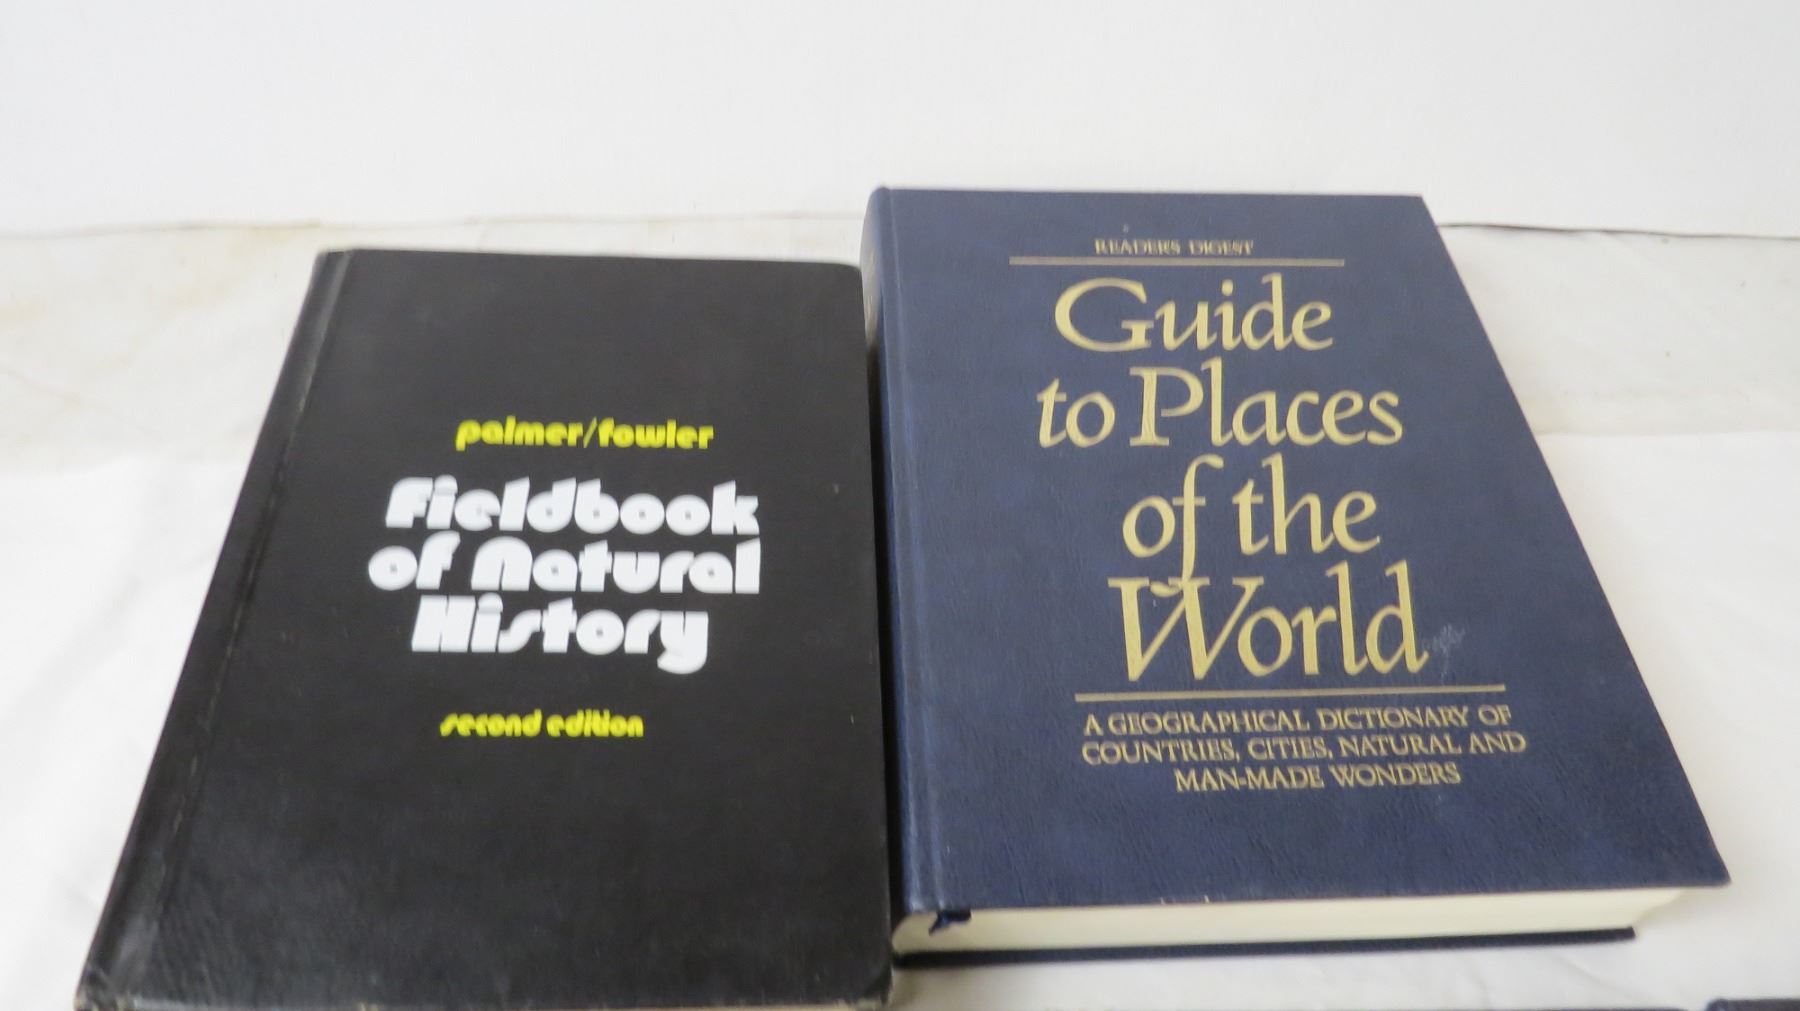 palmer/fowler
Fieldbook
of Natural
History
second edition
READER'S DIGEST
Guide
to Places
of the
World
A GEOGRAPHICAL DICTIONARY OF
COUNTRIES, CITIES, NATURAL AND
MAN-MADE WONDERS